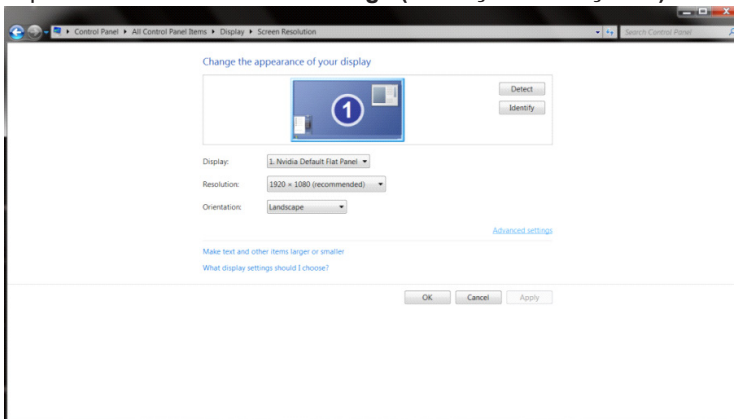 Control Panel ▸ All Control Panel Items ▸ Display ▸ Screen Resolution
Search Control Panel
Change the appearance of your display
1
Detect
Identify
Display: 1. Nvidia Default Flat Panel
Resolution: 1920 × 1080 (recommended)
Orientation: Landscape
Advanced settings
Make text and other items larger or smaller
What display settings should I choose?
OK Cancel Apply